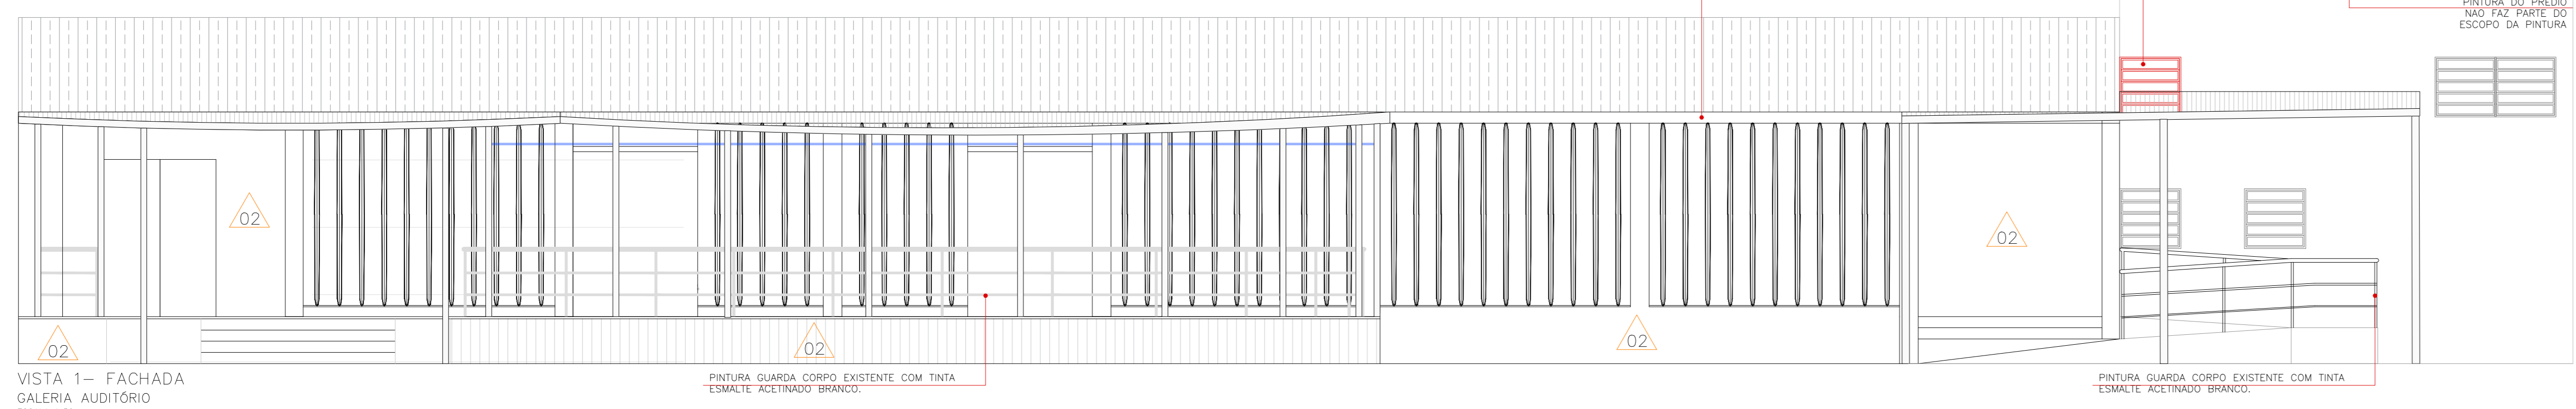 PINTURA DO PRÉDIO
NÃO FAZ PARTE DO
ESCOPO DA PINTURA
02
02
02
02
02
VISTA 1– FACHADA
GALERIA AUDITÓRIO
PINTURA GUARDA CORPO EXISTENTE COM TINTA
ESMALTE ACETINADO BRANCO.
PINTURA GUARDA CORPO EXISTENTE COM TINTA
ESMALTE ACETINADO BRANCO.